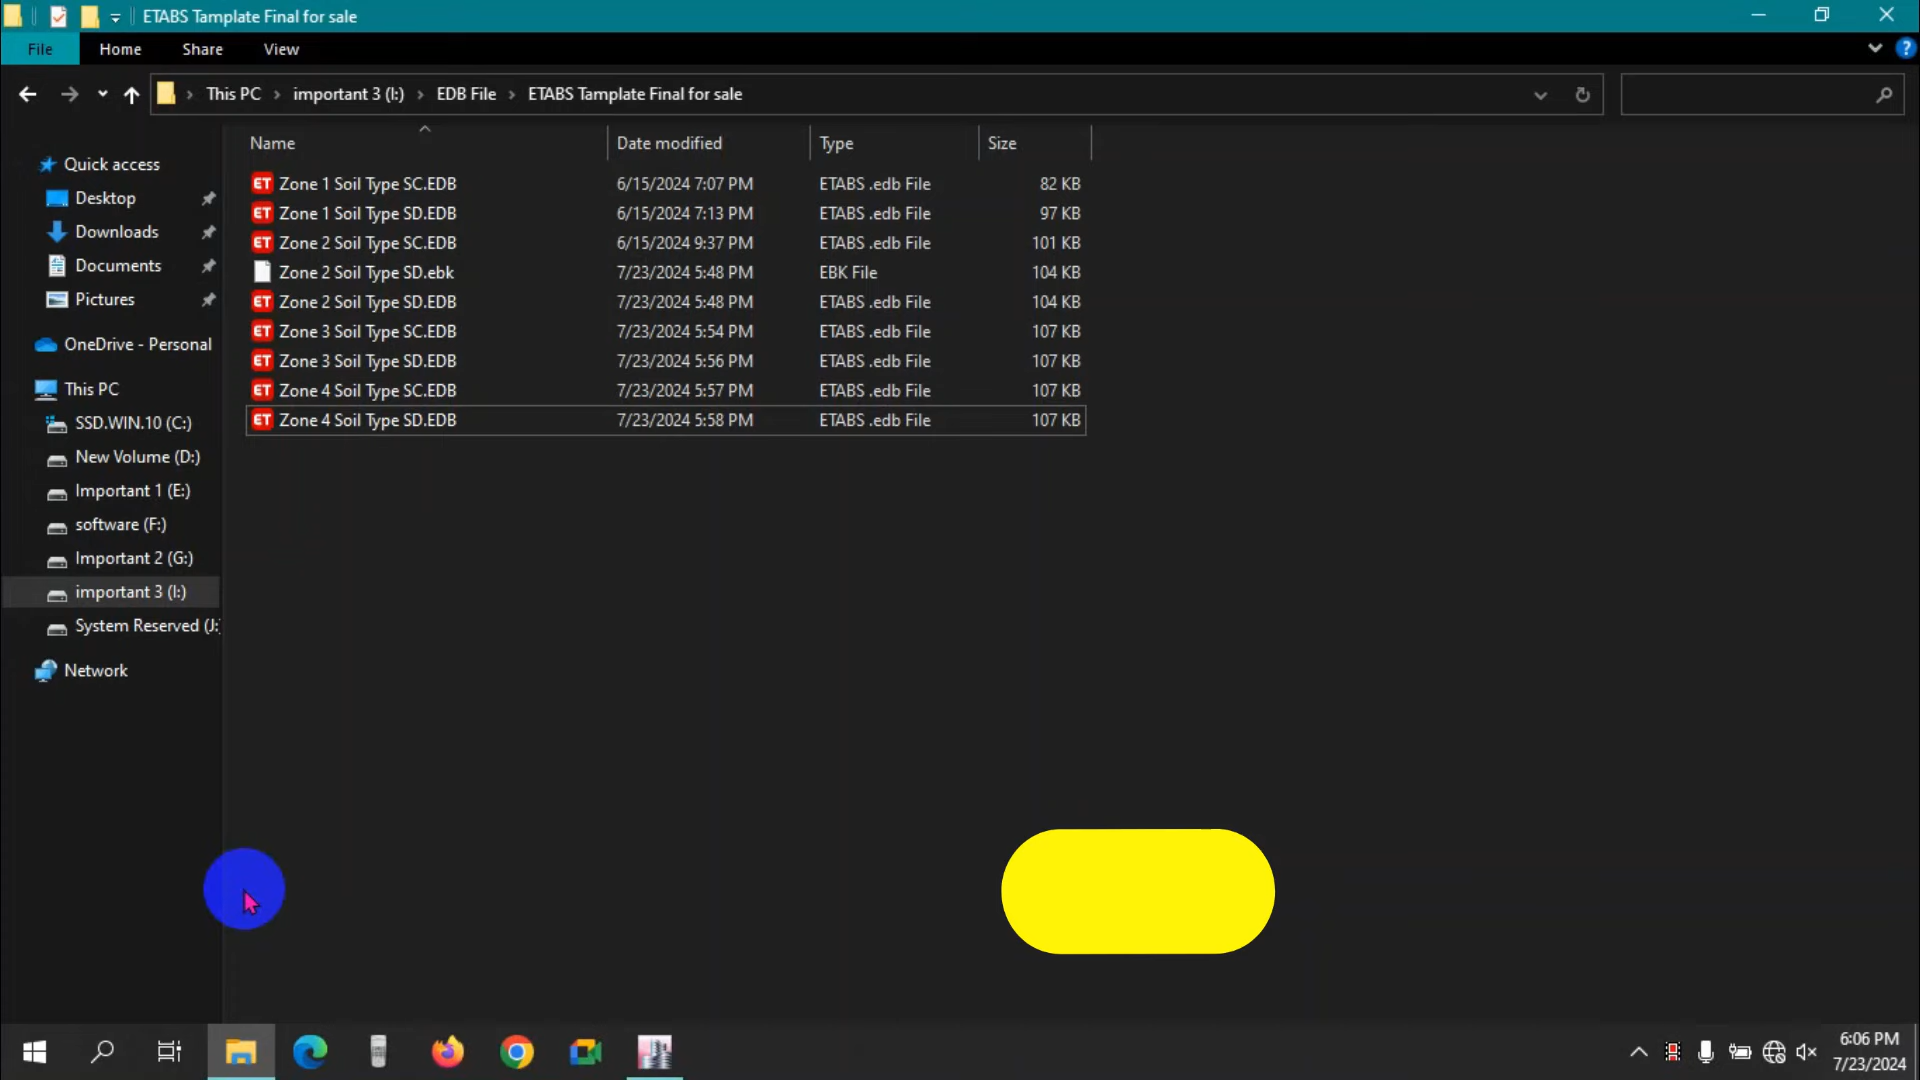 ETABS Tamplate Final for sale
File Home Share View
This PC important 3 (I:) EDB File ETABS Tamplate Final for sale
Name Date modified Type Size
Quick access
Desktop
Downloads
Documents
Pictures
OneDrive - Personal
This PC
SSD.WIN.10 (C:)
New Volume (D:)
Important 1 (E:)
software (F:)
Important 2 (G:)
important 3 (I:)
System Reserved (J:
Network
ET Zone 1 Soil Type SC.EDB 6/15/2024 7:07 PM ETABS .edb File 82 KB
ET Zone 1 Soil Type SD.EDB 6/15/2024 7:13 PM ETABS .edb File 97 KB
ET Zone 2 Soil Type SC.EDB 6/15/2024 9:37 PM ETABS .edb File 101 KB
Zone 2 Soil Type SD.ebk 7/23/2024 5:48 PM EBK File 104 KB
ET Zone 2 Soil Type SD.EDB 7/23/2024 5:48 PM ETABS .edb File 104 KB
ET Zone 3 Soil Type SC.EDB 7/23/2024 5:54 PM ETABS .edb File 107 KB
ET Zone 3 Soil Type SD.EDB 7/23/2024 5:56 PM ETABS .edb File 107 KB
ET Zone 4 Soil Type SC.EDB 7/23/2024 5:57 PM ETABS .edb File 107 KB
ET Zone 4 Soil Type SD.EDB 7/23/2024 5:58 PM ETABS .edb File 107 KB
6:06 PM
7/23/2024